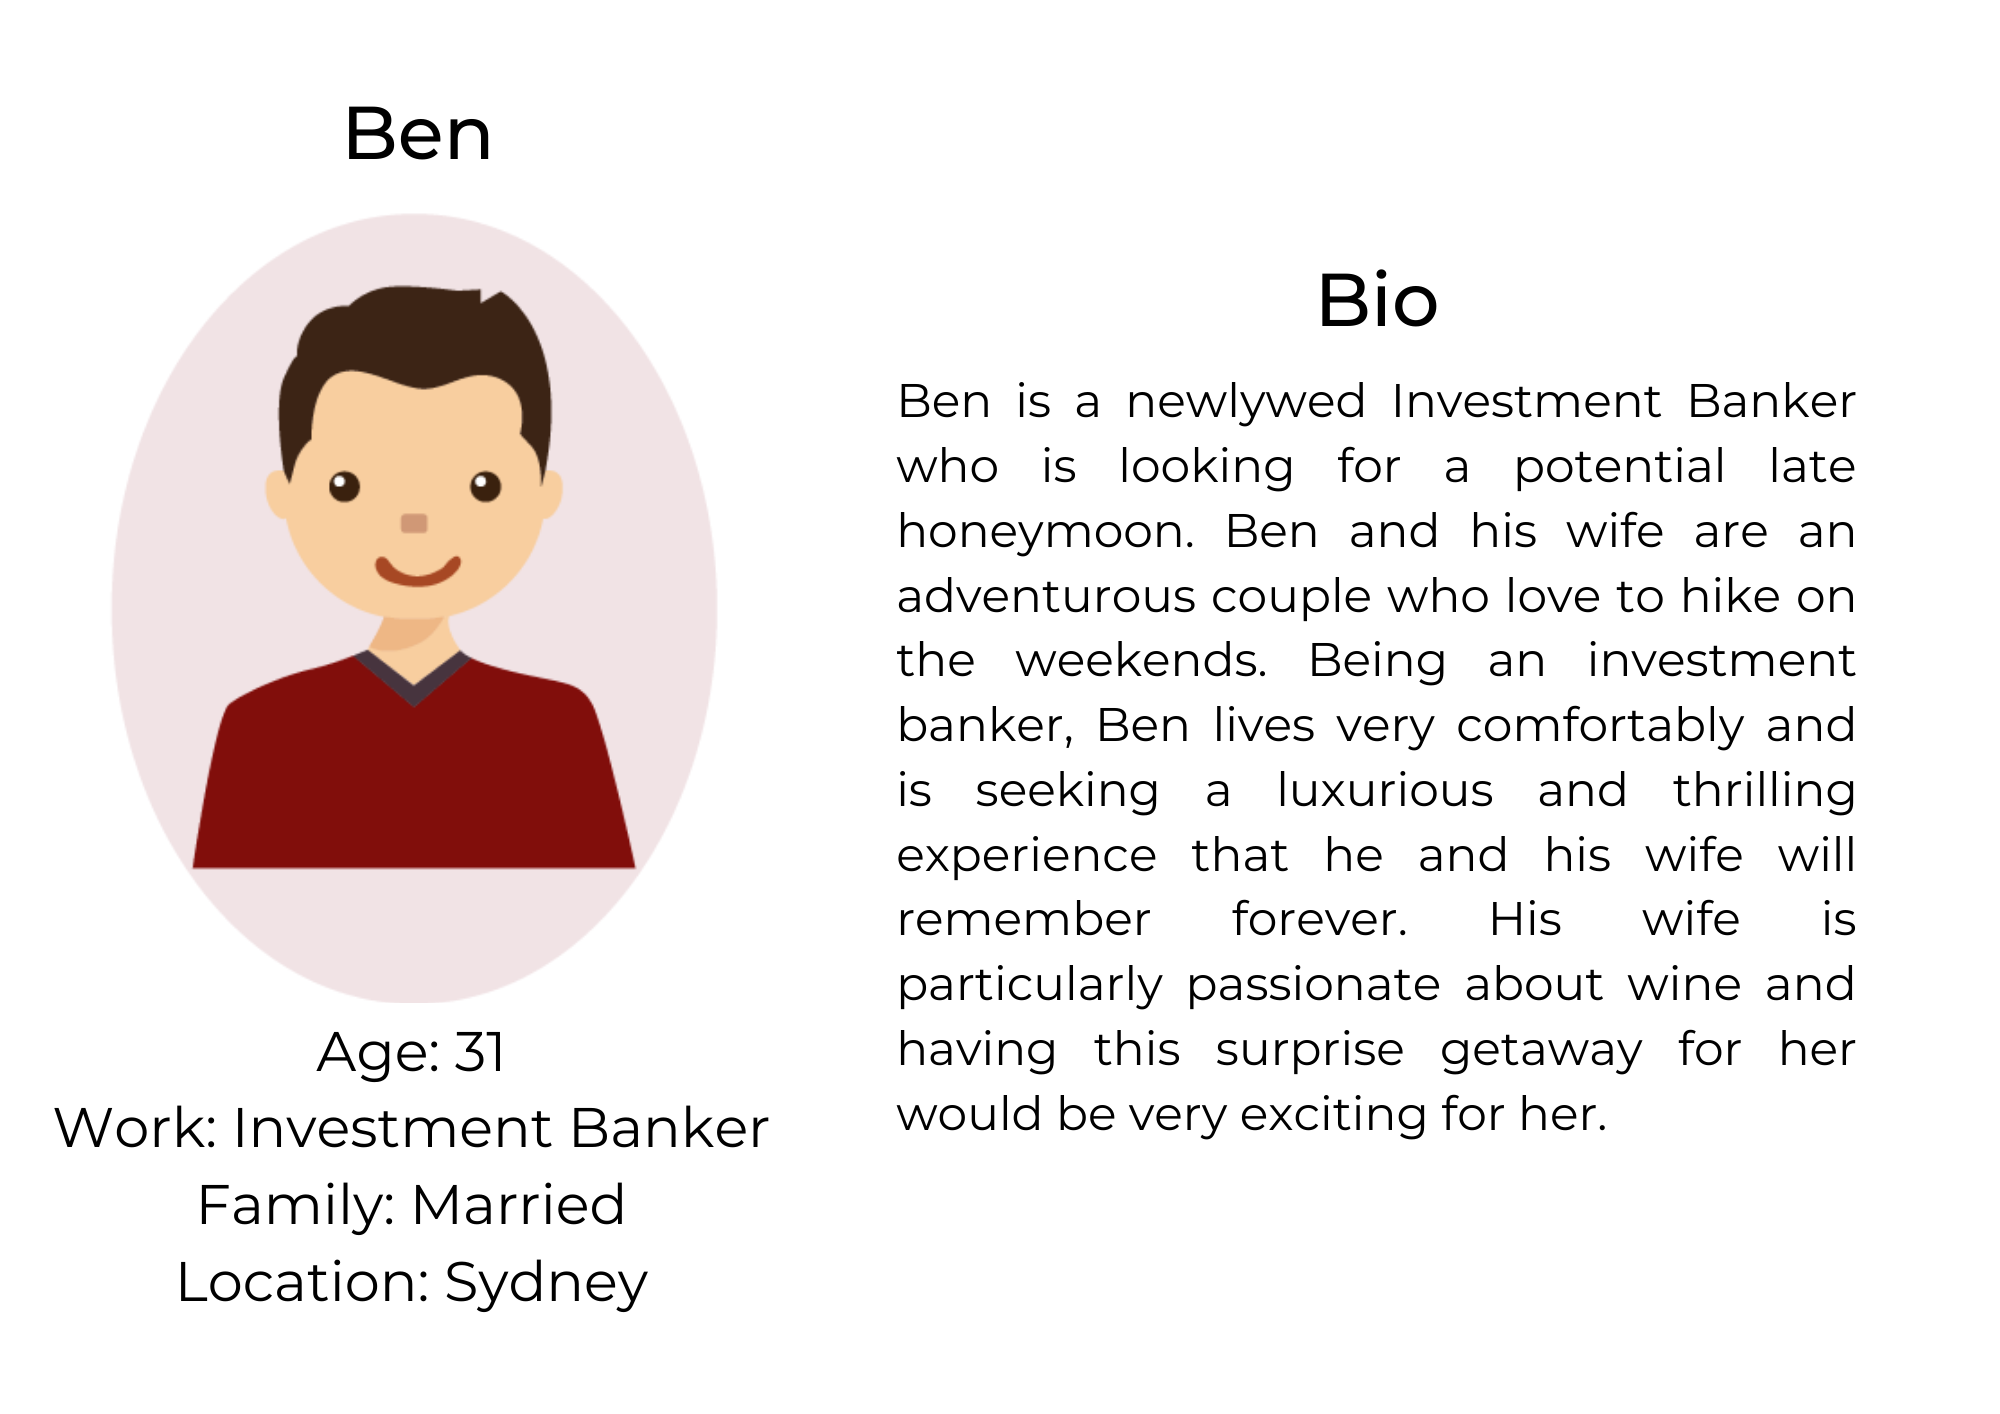 Ben
Age: 31
Work: Investment Banker
Family: Married
Location: Sydney
Bio
Ben is a newlywed Investment Banker
who is looking for a potential late
honeymoon. Ben and his wife are an
adventurous couple who love to hike on
the weekends. Being an investment
banker, Ben lives very comfortably and
is seeking a luxurious and thrilling
experience that he and his wife will
remember forever. His wife is
particularly passionate about wine and
having this surprise getaway for her
would be very exciting for her.